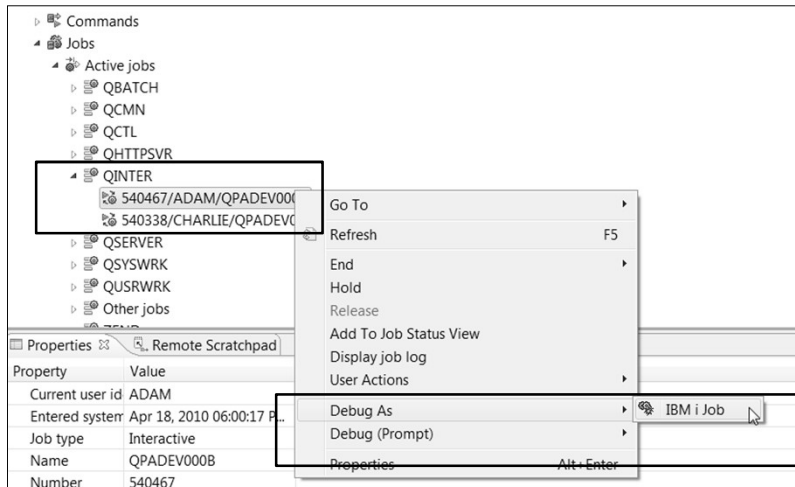 Commands
Jobs
Active jobs
QBATCH
QCMN
QCTL
QHTTPSVR
QINTER
540467/ADAM/QPADEV000
540338/CHARLIE/QPADEV0
QSERVER
QSYSWRK
QUSRWRK
Other jobs
Go To
Refresh F5
End
Hold
Release
Add To Job Status View
Display job log
User Actions
Debug As
IBM i Job
Debug (Prompt)
Properties Alt+Enter
Properties Remote Scratchpad
Property Value
Current user id ADAM
Entered system Apr 18, 2010 06:00:17 P...
Job type Interactive
Name QPADEV000B
Number 540467